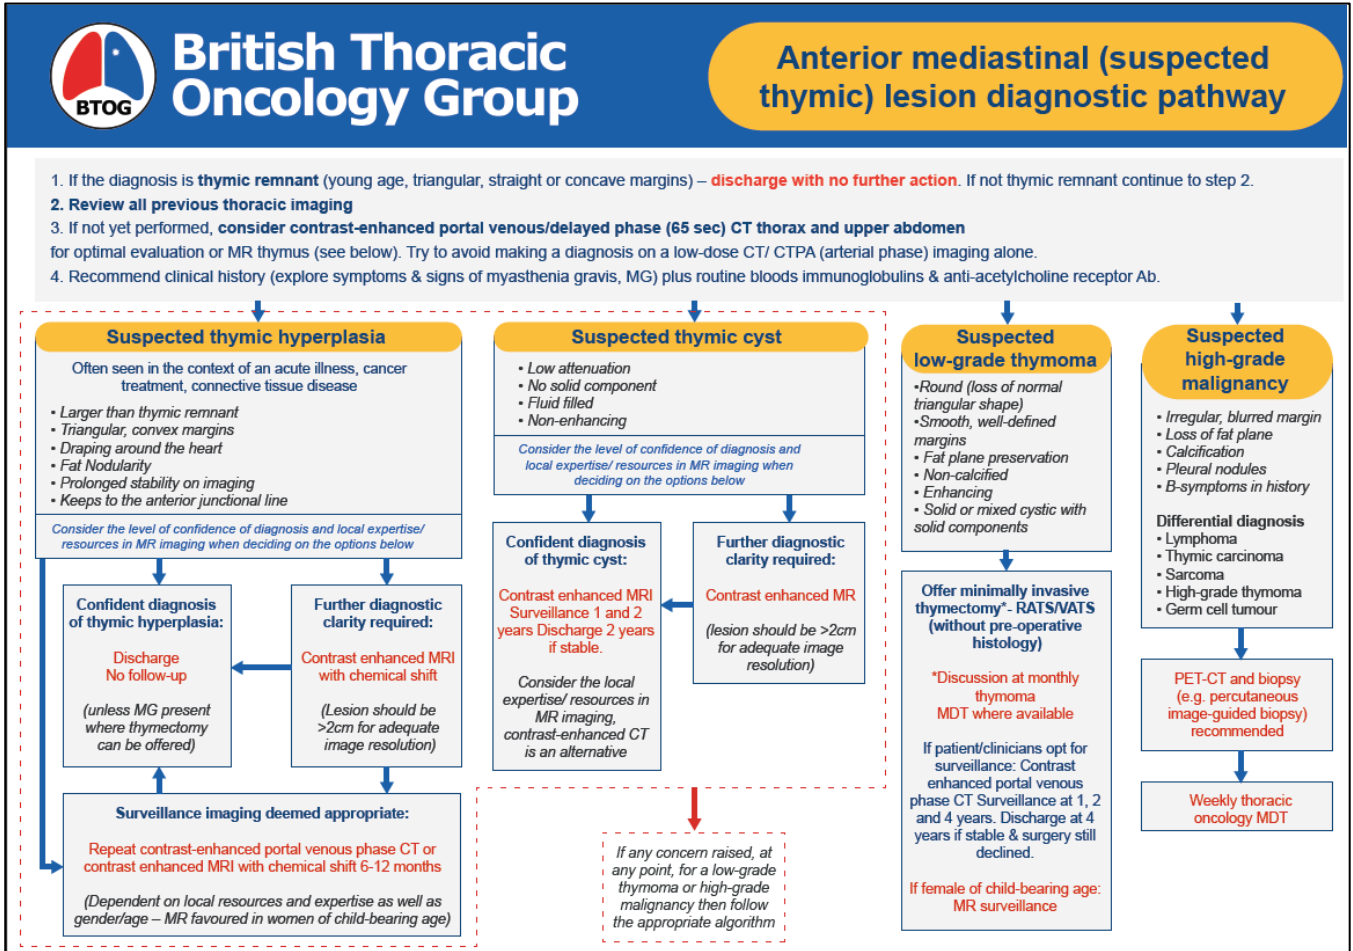 BTOG
British Thoracic
Oncology Group
Anterior mediastinal (suspected
thymic) lesion diagnostic pathway
1. If the diagnosis is thymic remnant (young age, triangular, straight or concave margins) – discharge with no further action. If not thymic remnant continue to step 2.
2. Review all previous thoracic imaging
3. If not yet performed, consider contrast-enhanced portal venous/delayed phase (65 sec) CT thorax and upper abdomen
for optimal evaluation or MR thymus (see below). Try to avoid making a diagnosis on a low-dose CT/ CTPA (arterial phase) imaging alone.
4. Recommend clinical history (explore symptoms & signs of myasthenia gravis, MG) plus routine bloods immunoglobulins & anti-acetylcholine receptor Ab.
Suspected thymic hyperplasia
Often seen in the context of an acute illness, cancer
treatment, connective tissue disease
• Larger than thymic remnant
• Triangular, convex margins
• Draping around the heart
• Fat Nodularity
• Prolonged stability on imaging
• Keeps to the anterior junctional line
Consider the level of confidence of diagnosis and local expertise/
resources in MR imaging when deciding on the options below
Confident diagnosis
of thymic hyperplasia:
Discharge
No follow-up
(unless MG present
where thymectomy
can be offered)
Further diagnostic
clarity required:
Contrast enhanced MRI
with chemical shift
(Lesion should be
>2cm for adequate
image resolution)
Surveillance imaging deemed appropriate:
Repeat contrast-enhanced portal venous phase CT or
contrast enhanced MRI with chemical shift 6-12 months
(Dependent on local resources and expertise as well as
gender/age – MR favoured in women of child-bearing age)
Suspected thymic cyst
• Low attenuation
• No solid component
• Fluid filled
• Non-enhancing
Consider the level of confidence of diagnosis and
local expertise/ resources in MR imaging when
deciding on the options below
Confident diagnosis
of thymic cyst:
Contrast enhanced MRI
Surveillance 1 and 2
years Discharge 2 years
if stable.
Consider the local
expertise/ resources in
MR imaging,
contrast-enhanced CT
is an alternative
Further diagnostic
clarity required:
Contrast enhanced MR
(lesion should be >2cm
for adequate image
resolution)
If any concern raised, at
any point, for a low-grade
thymoma or high-grade
malignancy then follow
the appropriate algorithm
Suspected
low-grade thymoma
•Round (loss of normal
triangular shape)
•Smooth, well-defined
margins
• Fat plane preservation
• Non-calcified
• Enhancing
• Solid or mixed cystic with
solid components
Offer minimally invasive
thymectomy*- RATS/VATS
(without pre-operative
histology)
*Discussion at monthly
thymoma
MDT where available
If patient/clinicians opt for
surveillance: Contrast
enhanced portal venous
phase CT Surveillance at 1, 2
and 4 years. Discharge at 4
years if stable & surgery still
declined.
If female of child-bearing age:
MR surveillance
Suspected
high-grade
malignancy
• Irregular, blurred margin
• Loss of fat plane
• Calcification
• Pleural nodules
• B-symptoms in history
Differential diagnosis
• Lymphoma
• Thymic carcinoma
• Sarcoma
• High-grade thymoma
• Germ cell tumour
PET-CT and biopsy
(e.g. percutaneous
image-guided biopsy)
recommended
Weekly thoracic
oncology MDT